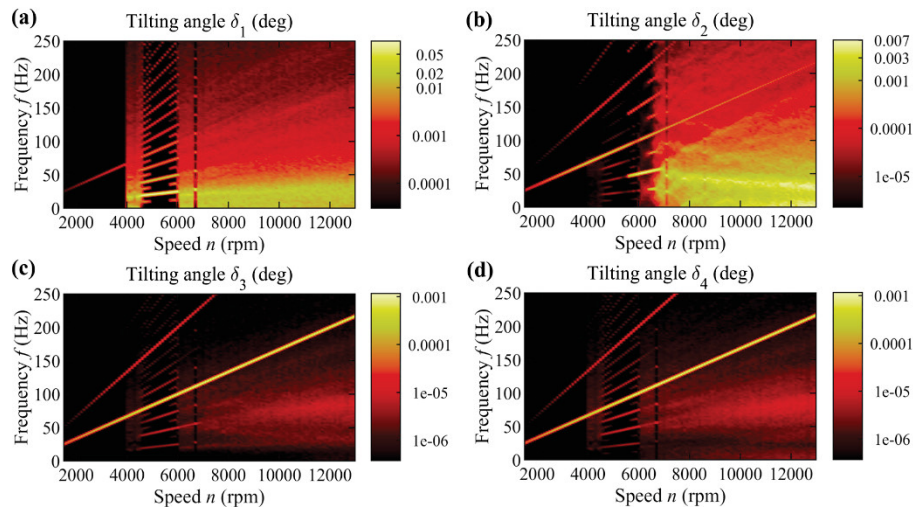 (a) Tilting angle δ1 (deg)
250
200
150
100
50
0
Frequency f (Hz)
2000 4000 6000 8000 10000 12000
Speed n (rpm)
0.05
0.02
0.01
0.001
0.0001
(b) Tilting angle δ2 (deg)
250
200
150
100
50
0
Frequency f (Hz)
2000 4000 6000 8000 10000 12000
Speed n (rpm)
0.007
0.003
0.001
0.0001
1e-05
(c) Tilting angle δ3 (deg)
250
200
150
100
50
0
Frequency f (Hz)
2000 4000 6000 8000 10000 12000
Speed n (rpm)
0.001
0.0001
1e-05
1e-06
(d) Tilting angle δ4 (deg)
250
200
150
100
50
0
Frequency f (Hz)
2000 4000 6000 8000 10000 12000
Speed n (rpm)
0.001
0.0001
1e-05
1e-06